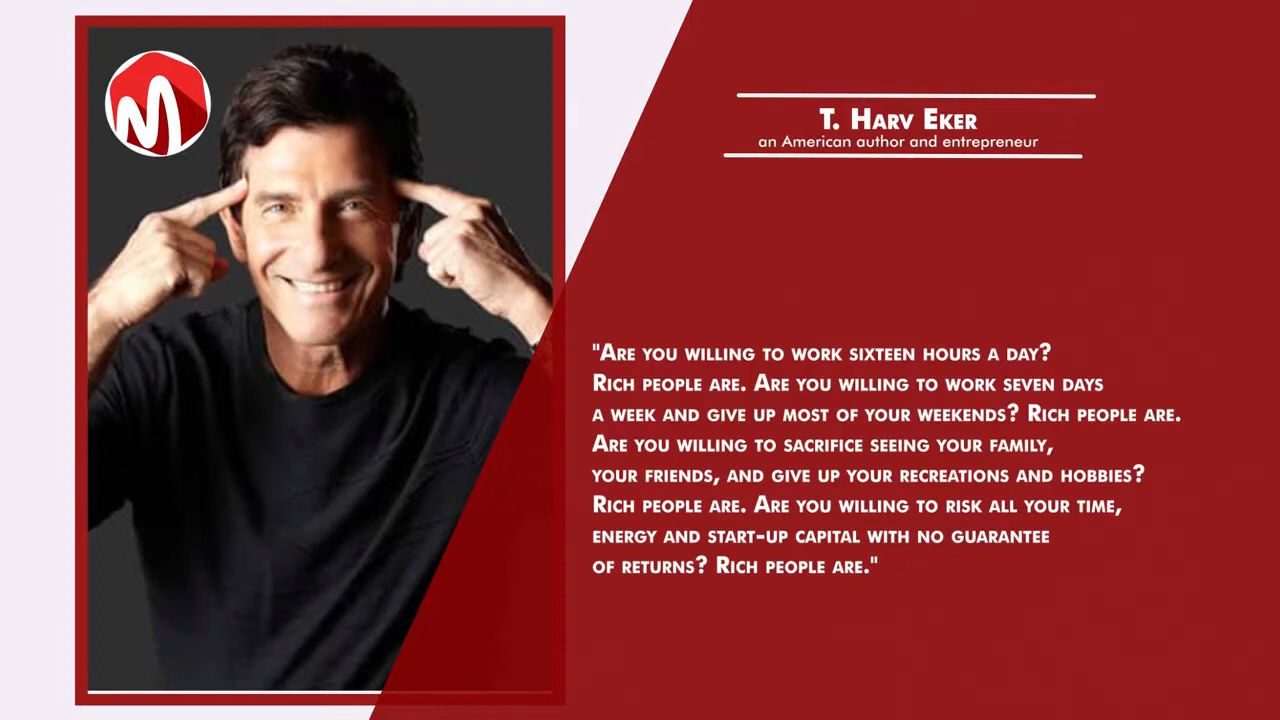 M
T. Harv Eker
an American author and entrepreneur
"Are you willing to work sixteen hours a day?
Rich people are. Are you willing to work seven days
a week and give up most of your weekends? Rich people are.
Are you willing to sacrifice seeing your family,
your friends, and give up your recreations and hobbies?
Rich people are. Are you willing to risk all your time,
energy and start-up capital with no guarantee
of returns? Rich people are."